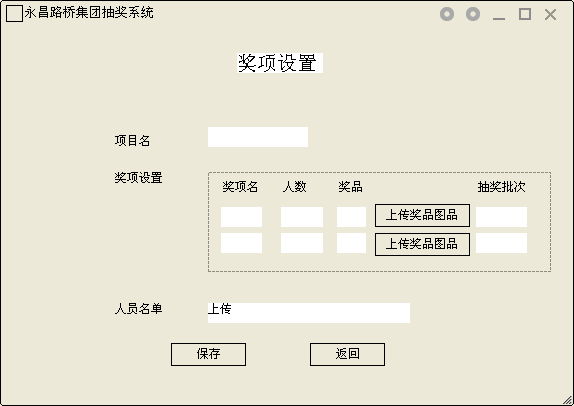 永昌路桥集团抽奖系统
奖项设置
项目名
奖项设置
奖项名 人数 奖品 抽奖批次
上传奖品图品
上传奖品图品
人员名单 上传
保存 返回